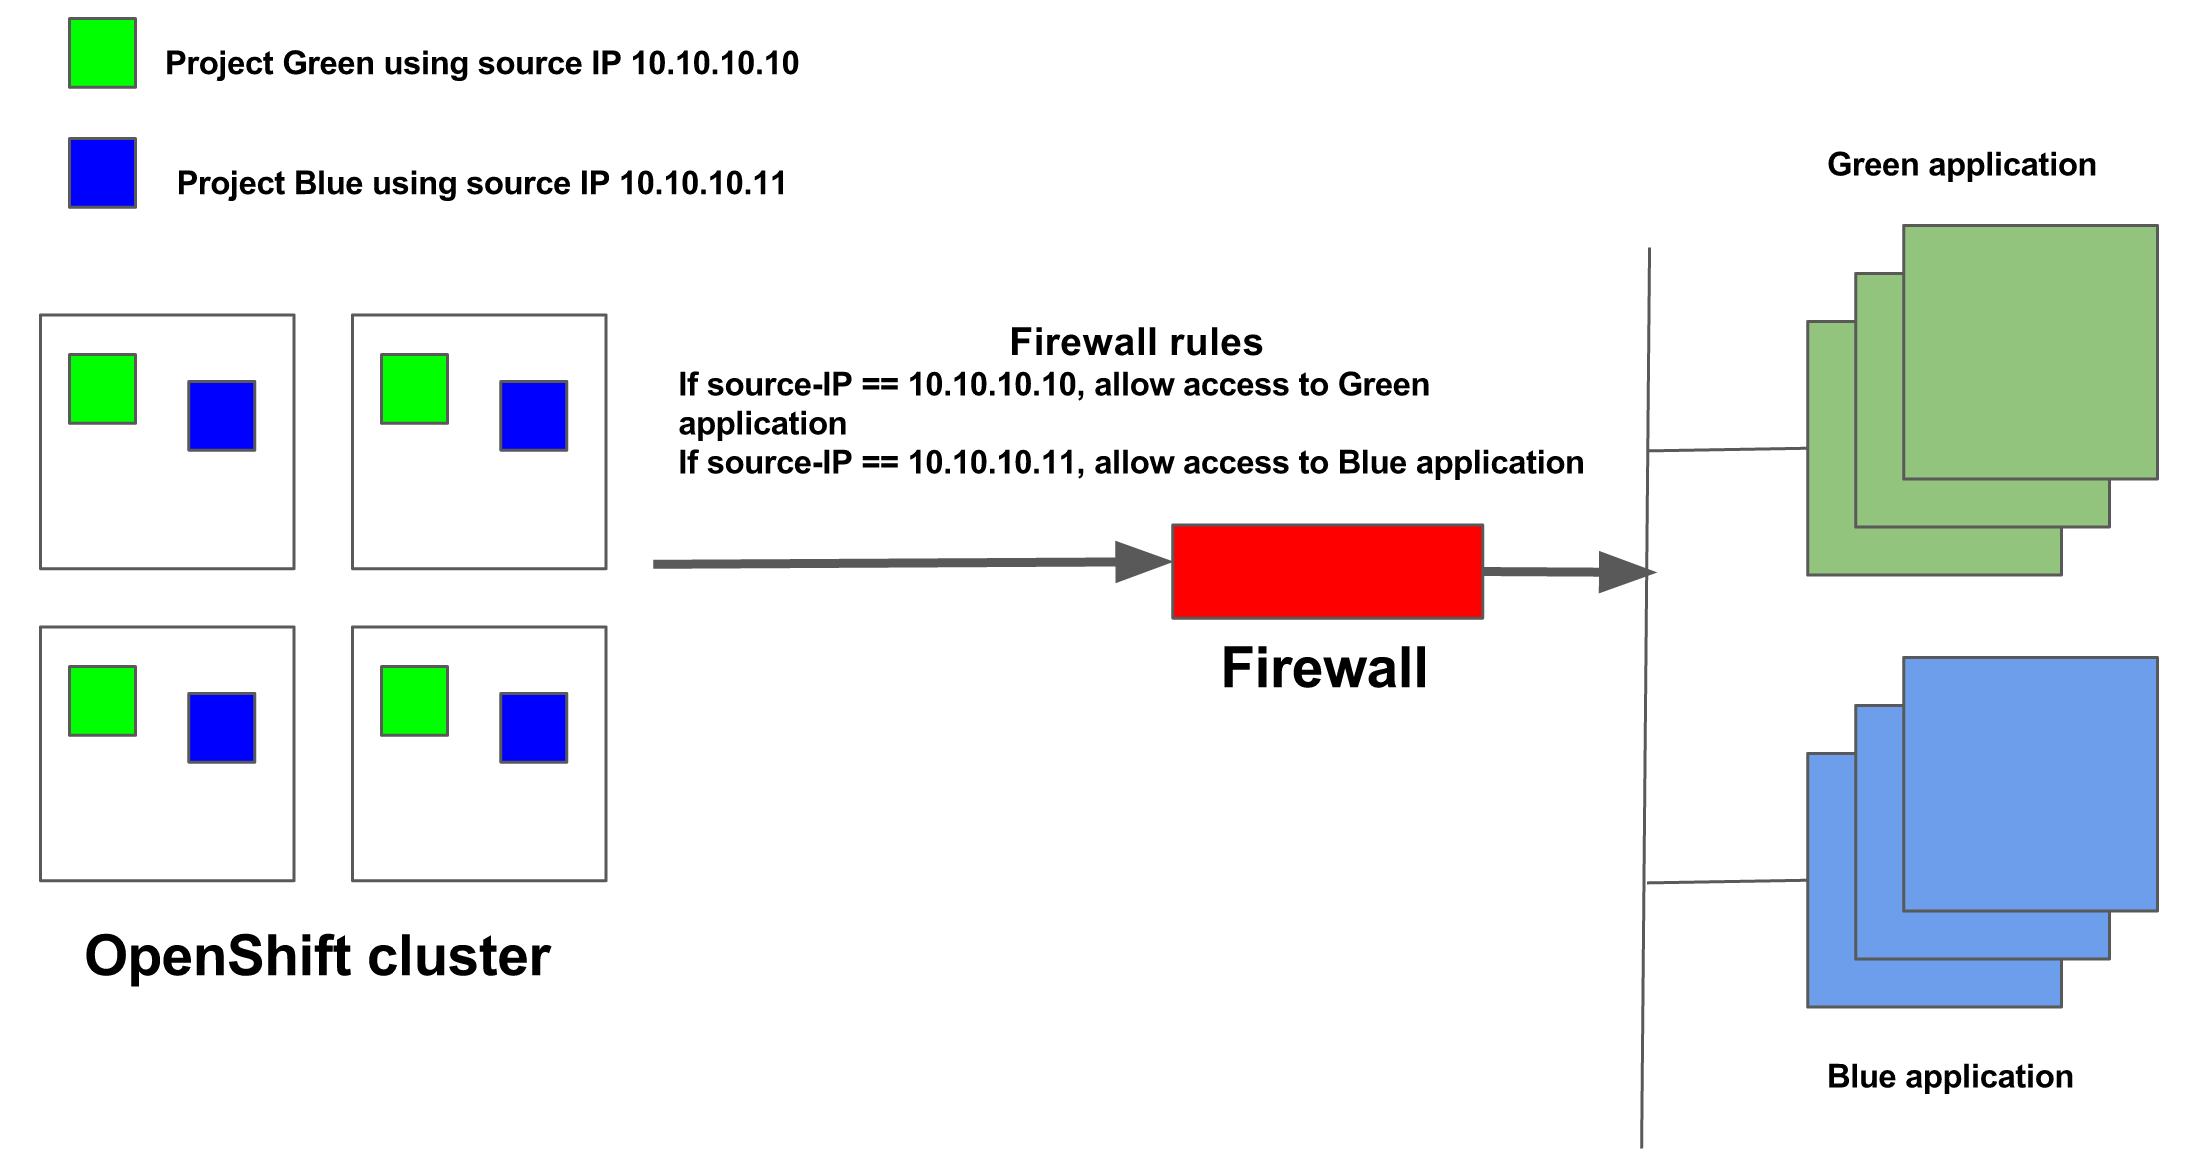 Project Green using source IP 10.10.10.10
Project Blue using source IP 10.10.10.11
Green application
Firewall rules
If source-IP == 10.10.10.10, allow access to Green
application
If source-IP == 10.10.10.11, allow access to Blue application
Firewall
OpenShift cluster
Blue application